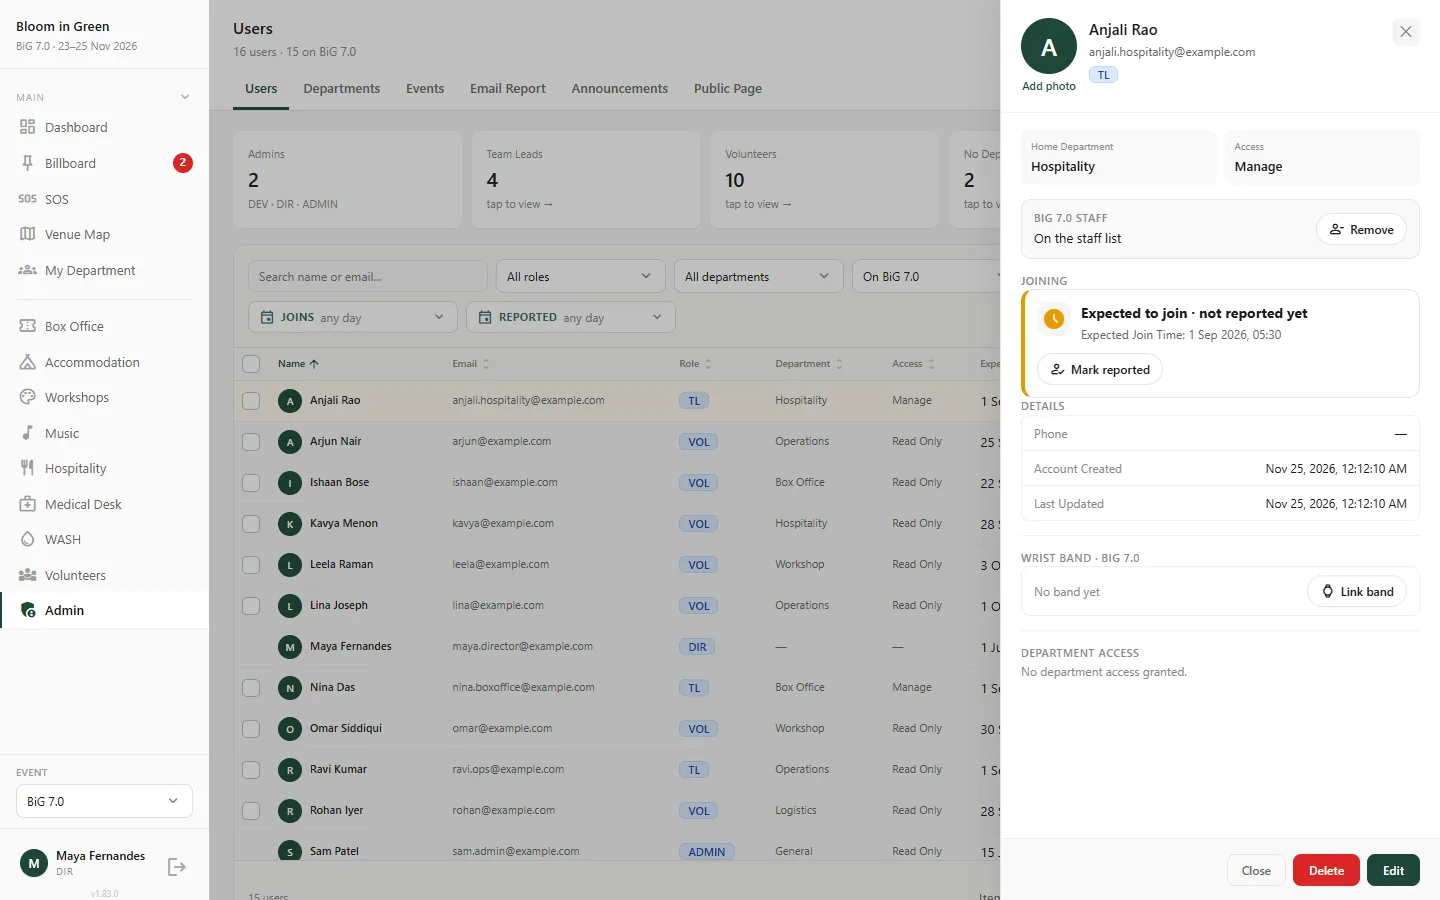 Bloom in Green
BiG 7.0 · 23–25 Nov 2026
MAIN
Dashboard
Billboard
2
SOS
SOS
Venue Map
My Department
Box Office
Accommodation
Workshops
Music
Hospitality
Medical Desk
WASH
Volunteers
Admin
EVENT
BiG 7.0
M
Maya Fernandes
DIR
v1.83.0
Users
16 users · 15 on BiG 7.0
Users Departments Events Email Report Announcements Public Page
Admins
2
DEV · DIR · ADMIN
Team Leads
4
tap to view →
Volunteers
10
tap to view →
No Dep
2
tap to v
Search name or email...
All roles
All departments
On BiG 7.0
JOINS any day
REPORTED any day
Name Email Role Department Access Expe
A Anjali Rao anjali.hospitality@example.com TL Hospitality Manage 1 Se
A Arjun Nair arjun@example.com VOL Operations Read Only 25
I Ishaan Bose ishaan@example.com VOL Box Office Read Only 22
K Kavya Menon kavya@example.com VOL Hospitality Read Only 28
L Leela Raman leela@example.com VOL Workshop Read Only 3 O
L Lina Joseph lina@example.com VOL Operations Read Only 1 O
M Maya Fernandes maya.director@example.com DIR — — 1 Ju
N Nina Das nina.boxoffice@example.com TL Box Office Manage 1 Se
O Omar Siddiqui omar@example.com VOL Workshop Read Only 30
R Ravi Kumar ravi.ops@example.com TL Operations Read Only 1 Se
R Rohan Iyer rohan@example.com VOL Logistics Read Only 28
S Sam Patel sam.admin@example.com ADMIN General Read Only 15
15 users
A
Add photo
Anjali Rao
anjali.hospitality@example.com
TL
Home Department
Hospitality
Access
Manage
BIG 7.0 STAFF
On the staff list
Remove
JOINING
Expected to join · not reported yet
Expected Join Time: 1 Sep 2026, 05:30
Mark reported
DETAILS
Phone —
Account Created Nov 25, 2026, 12:12:10 AM
Last Updated Nov 25, 2026, 12:12:10 AM
WRIST BAND · BIG 7.0
No band yet
Link band
DEPARTMENT ACCESS
No department access granted.
Close Delete Edit